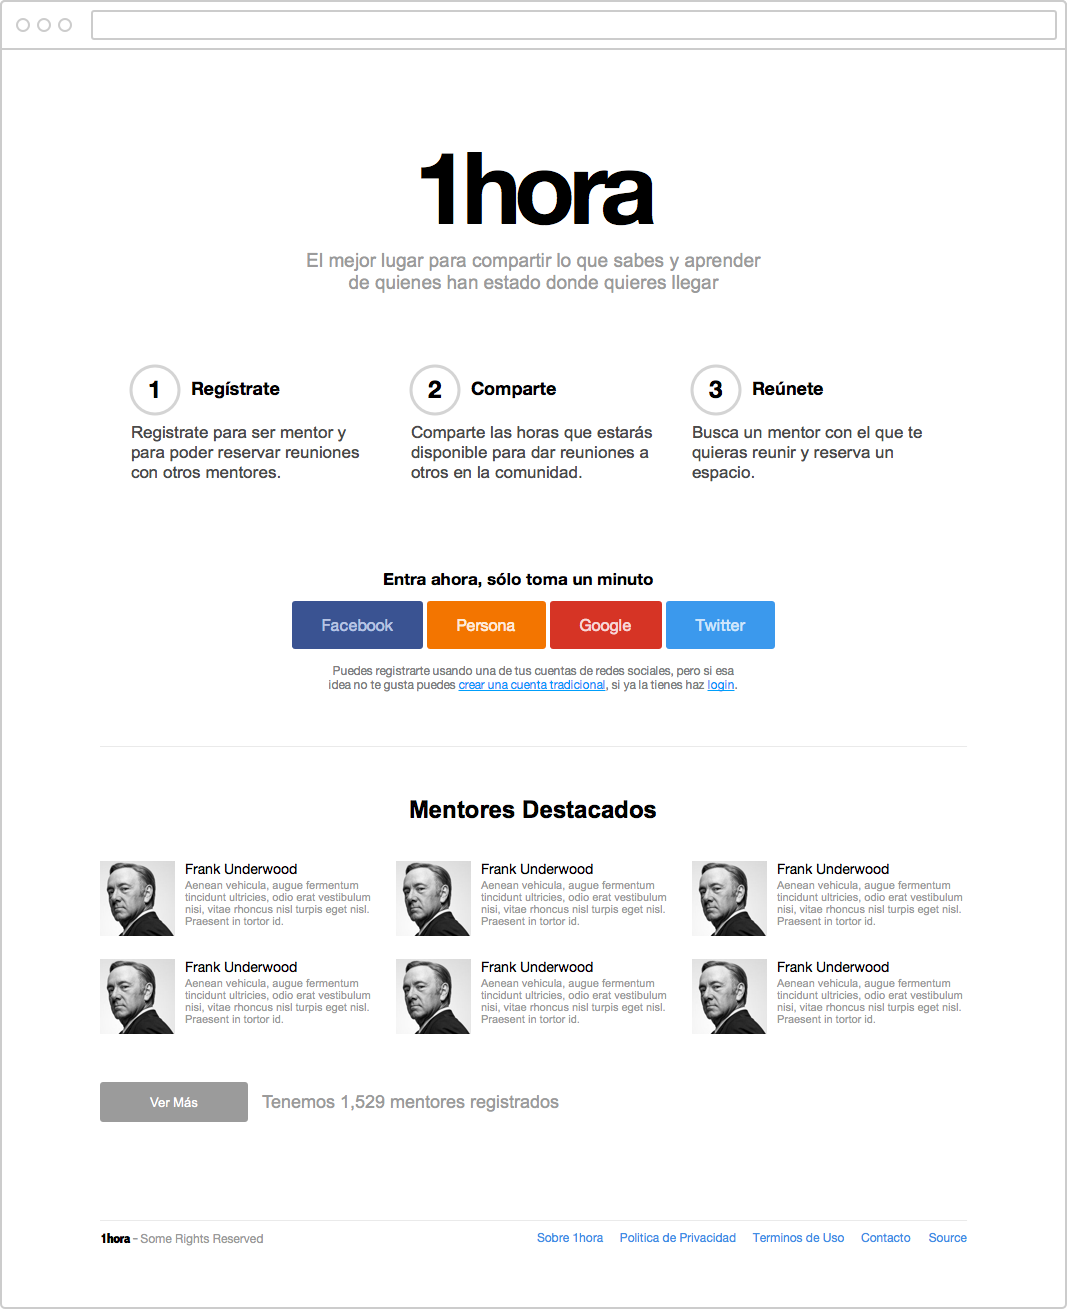 1hora
El mejor lugar para compartir lo que sabes y aprender
de quienes han estado donde quieres llegar
1 Regístrate
Registrate para ser mentor y
para poder reservar reuniones
con otros mentores.
2 Comparte
Comparte las horas que estarás
disponible para dar reuniones a
otros en la comunidad.
3 Reúnete
Busca un mentor con el que te
quieras reunir y reserva un
espacio.
Entra ahora, sólo toma un minuto
Facebook Persona Google Twitter
Puedes registrarte usando una de tus cuentas de redes sociales, pero si esa
idea no te gusta puedes crear una cuenta tradicional, si ya la tienes haz login.
Mentores Destacados
Frank Underwood
Aenean vehicula, augue fermentum
tincidunt ultricies, odio erat vestibulum
nisi, vitae rhoncus nisl turpis eget nisl.
Praesent in tortor id.
Frank Underwood
Aenean vehicula, augue fermentum
tincidunt ultricies, odio erat vestibulum
nisi, vitae rhoncus nisl turpis eget nisl.
Praesent in tortor id.
Frank Underwood
Aenean vehicula, augue fermentum
tincidunt ultricies, odio erat vestibulum
nisi, vitae rhoncus nisl turpis eget nisl.
Praesent in tortor id.
Frank Underwood
Aenean vehicula, augue fermentum
tincidunt ultricies, odio erat vestibulum
nisi, vitae rhoncus nisl turpis eget nisl.
Praesent in tortor id.
Frank Underwood
Aenean vehicula, augue fermentum
tincidunt ultricies, odio erat vestibulum
nisi, vitae rhoncus nisl turpis eget nisl.
Praesent in tortor id.
Frank Underwood
Aenean vehicula, augue fermentum
tincidunt ultricies, odio erat vestibulum
nisi, vitae rhoncus nisl turpis eget nisl.
Praesent in tortor id.
Ver Más Tenemos 1,529 mentores registrados
1hora - Some Rights Reserved Sobre 1hora Politica de Privacidad Terminos de Uso Contacto Source